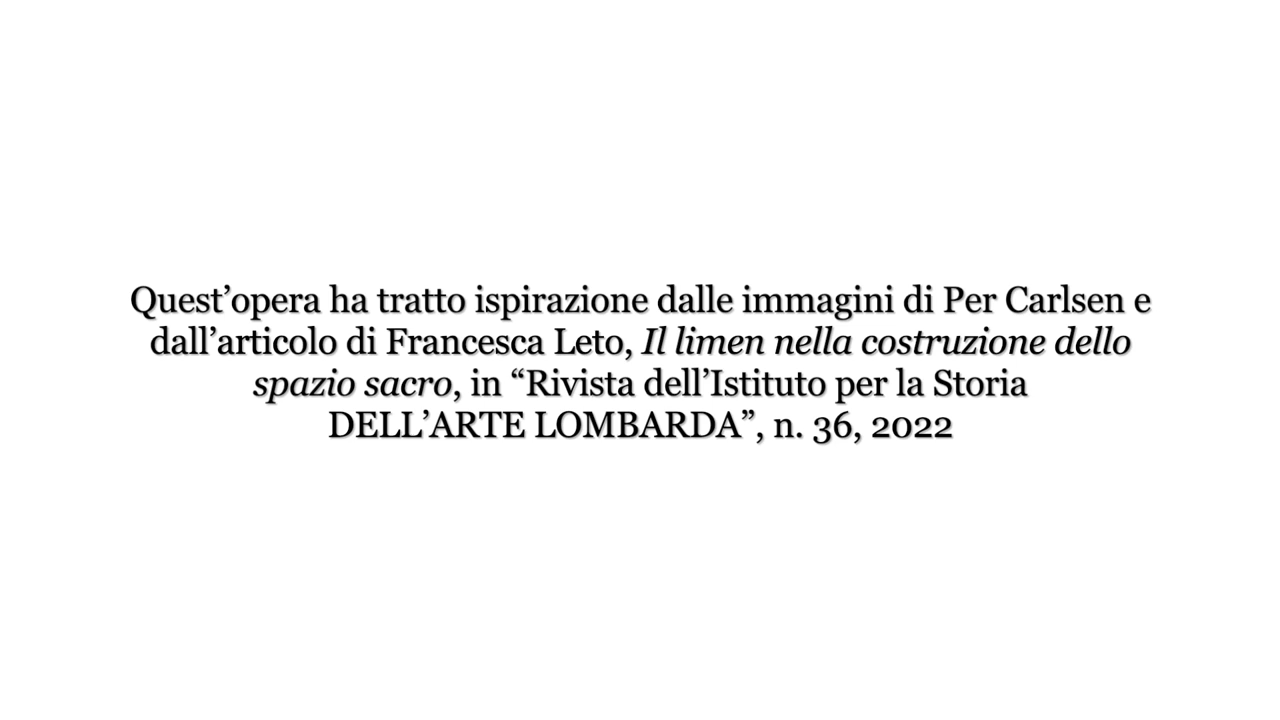 Quest’opera ha tratto ispirazione dalle immagini di Per Carlsen e
dall’articolo di Francesca Leto, Il limen nella costruzione dello
spazio sacro, in “Rivista dell’Istituto per la Storia
DELL’ARTE LOMBARDA”, n. 36, 2022